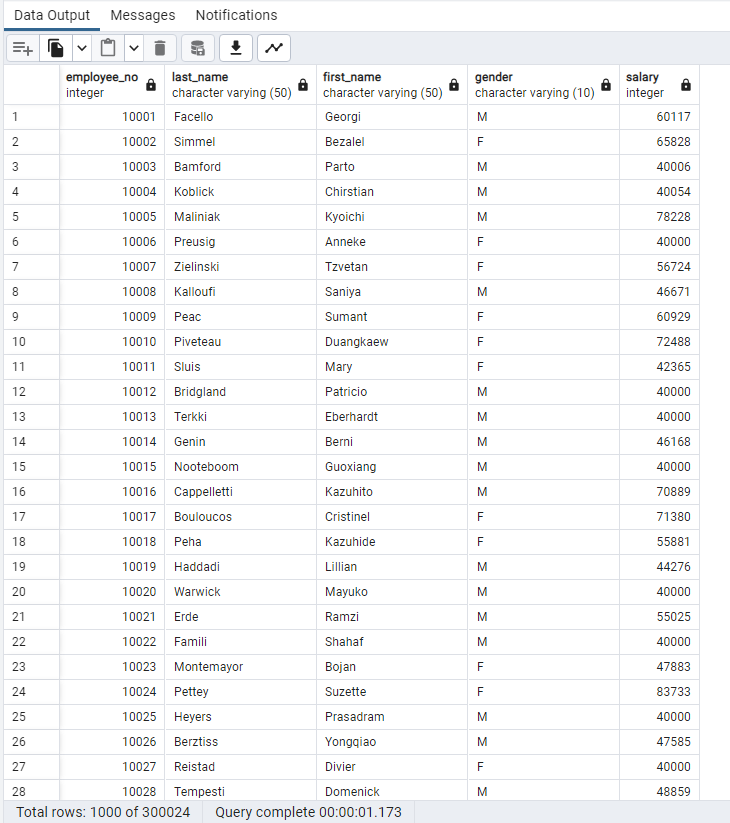 Data Output Messages Notifications
employee_no last_name first_name gender salary
integer character varying (50) character varying (50) character varying (10) integer
1 10001 Facello Georgi M 60117
2 10002 Simmel Bezalel F 65828
3 10003 Bamford Parto M 40006
4 10004 Koblick Chirstian M 40054
5 10005 Maliniak Kyoichi M 78228
6 10006 Preusig Anneke F 40000
7 10007 Zielinski Tzvetan F 56724
8 10008 Kalloufi Saniya M 46671
9 10009 Peac Sumant F 60929
10 10010 Piveteau Duangkaew F 72488
11 10011 Sluis Mary F 42365
12 10012 Bridgland Patricio M 40000
13 10013 Terkki Eberhardt M 40000
14 10014 Genin Berni M 46168
15 10015 Nooteboom Guoxiang M 40000
16 10016 Cappelletti Kazuhito M 70889
17 10017 Bouloucos Cristinel F 71380
18 10018 Peha Kazuhide F 55881
19 10019 Haddadi Lillian M 44276
20 10020 Warwick Mayuko M 40000
21 10021 Erde Ramzi M 55025
22 10022 Famili Shahaf M 40000
23 10023 Montemayor Bojan F 47883
24 10024 Pettey Suzette F 83733
25 10025 Heyers Prasadram M 40000
26 10026 Berztiss Yongqiao M 47585
27 10027 Reistad Divier F 40000
28 10028 Tempesti Domenick M 48859
Total rows: 1000 of 300024 Query complete 00:00:01.173